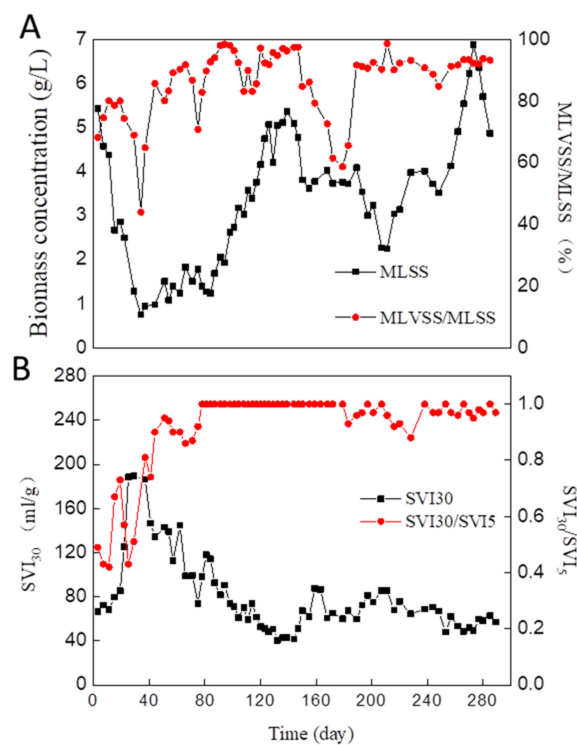 A
7
6
5
4
3
2
1
0
Biomass concentration (g/L)
100
80
60
40
20
0
MLVSS/MLSS (%)
MLSS
MLVSS/MLSS
B
280
240
200
160
120
80
40
0
SVI30 (ml/g)
1.0
0.8
0.6
0.4
0.2
0.0
SVI30/SVI5
SVI30
SVI30/SVI5
0 40 80 120 160 200 240 280
Time (day)